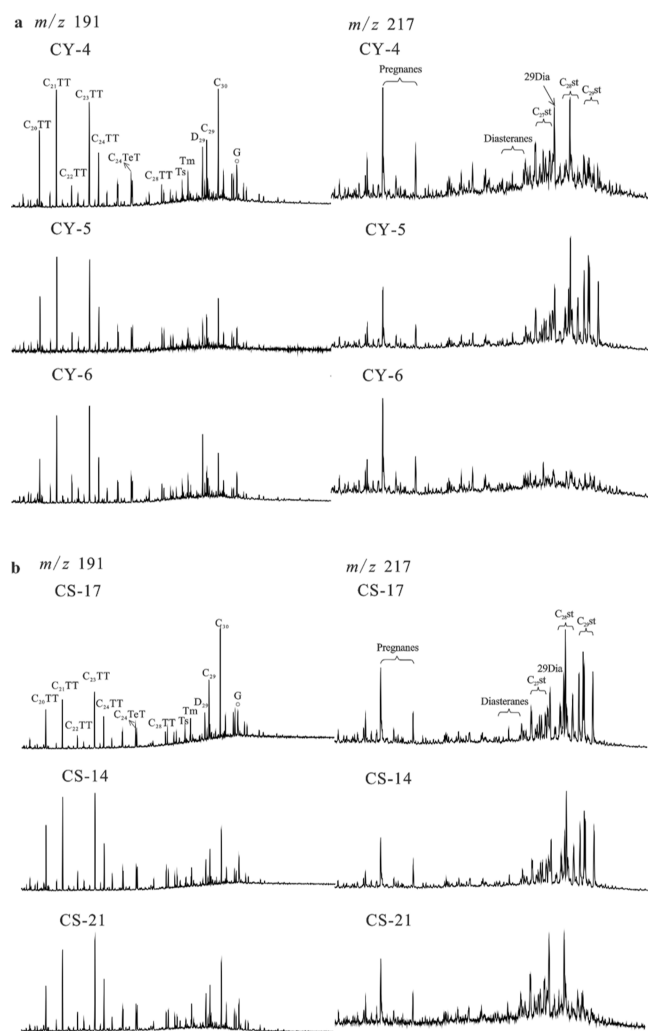 a m/z 191
m/z 217
CY-4
CY-4
C₂₀TT
C₂₁TT
C₂₂TT
C₂₃TT
C₂₄TT
C₂₄TeT
C₂₈TT
Ts
Tm
D₂₉
C₂₉
C₃₀
G
Pregnanes
Diasteranes
C₂₇st
29Dia
C₂₈st
C₂₉st
CY-5
CY-5
CY-6
CY-6
b m/z 191
m/z 217
CS-17
CS-17
C₂₀TT
C₂₁TT
C₂₂TT
C₂₃TT
C₂₄TT
C₂₄TeT
C₂₈TT
Ts
Tm
D₂₉
C₂₉
C₃₀
G
Pregnanes
Diasteranes
C₂₇st
29Dia
C₂₈st
C₂₉st
CS-14
CS-14
CS-21
CS-21